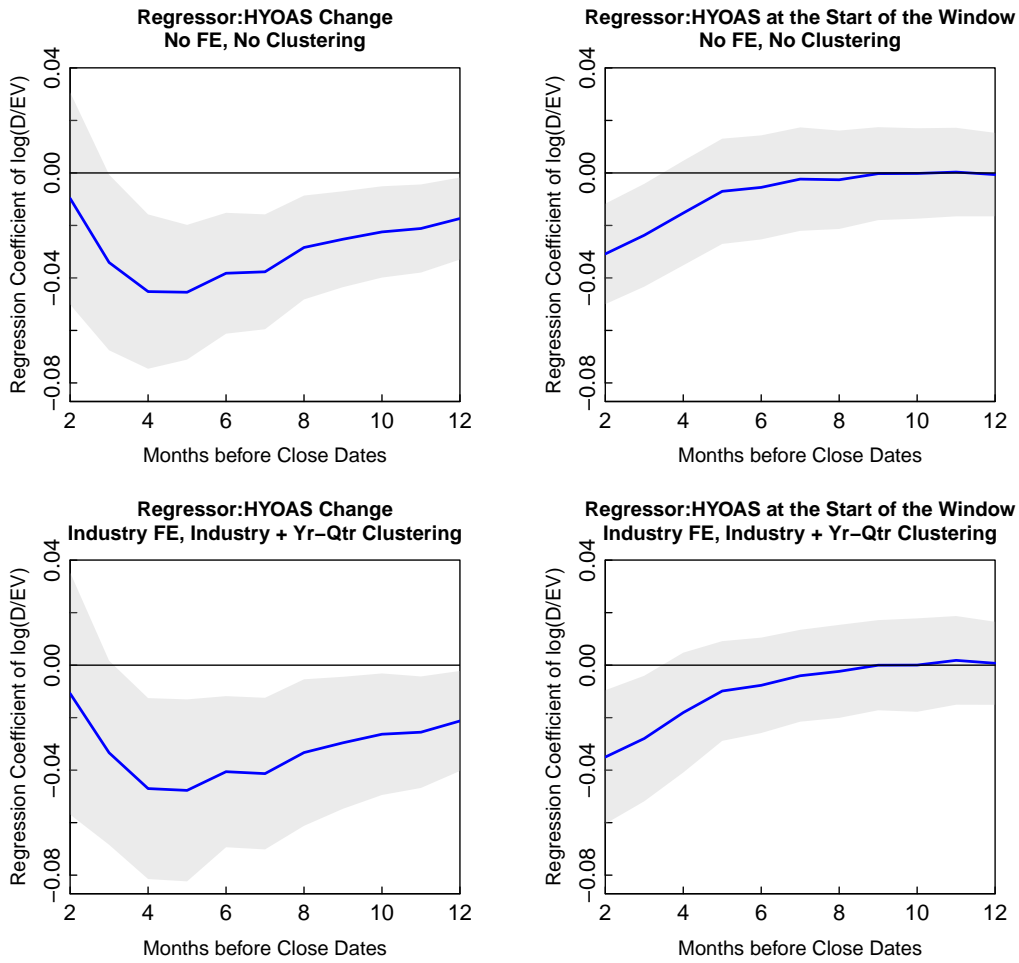 Regressor:HYOAS Change
No FE, No Clustering
Regression Coefficient of log(D/EV)
0.04
0.00
−0.04
−0.08
2 4 6 8 10 12
Months before Close Dates
Regressor:HYOAS at the Start of the Window
No FE, No Clustering
Regression Coefficient of log(D/EV)
0.04
0.00
−0.04
−0.08
2 4 6 8 10 12
Months before Close Dates
Regressor:HYOAS Change
Industry FE, Industry + Yr−Qtr Clustering
Regression Coefficient of log(D/EV)
0.04
0.00
−0.04
−0.08
2 4 6 8 10 12
Months before Close Dates
Regressor:HYOAS at the Start of the Window
Industry FE, Industry + Yr−Qtr Clustering
Regression Coefficient of log(D/EV)
0.04
0.00
−0.04
−0.08
2 4 6 8 10 12
Months before Close Dates